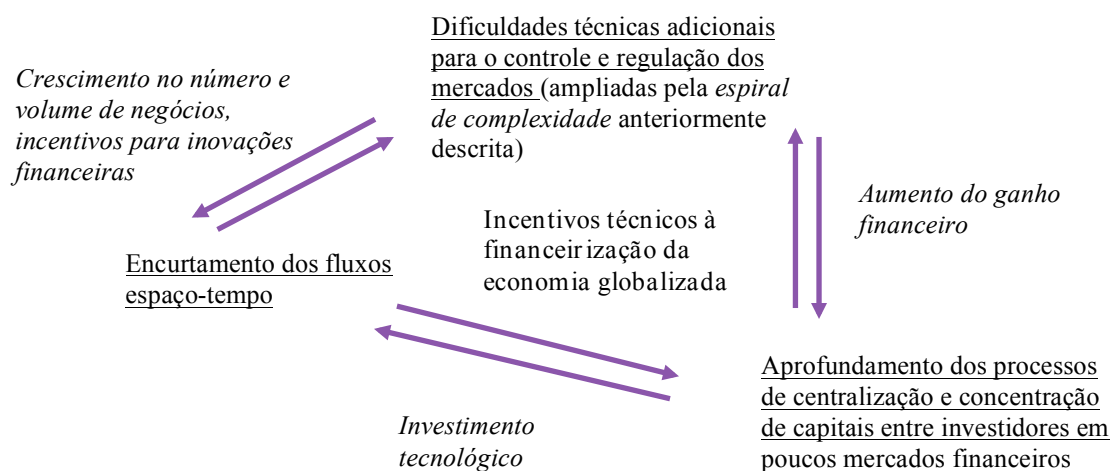 Dificuldades técnicas adicionais
para o controle e regulação dos
mercados (ampliadas pela espiral
de complexidade anteriormente
descrita)
Crescimento no número e
volume de negócios,
incentivos para inovações
financeiras
Aumento do ganho
financeiro
Incentivos técnicos à
financeirização da
economia globalizada
Encurtamento dos fluxos
espaço-tempo
Aprofundamento dos processos
de centralização e concentração
de capitais entre investidores em
poucos mercados financeiros
Investimento
tecnológico